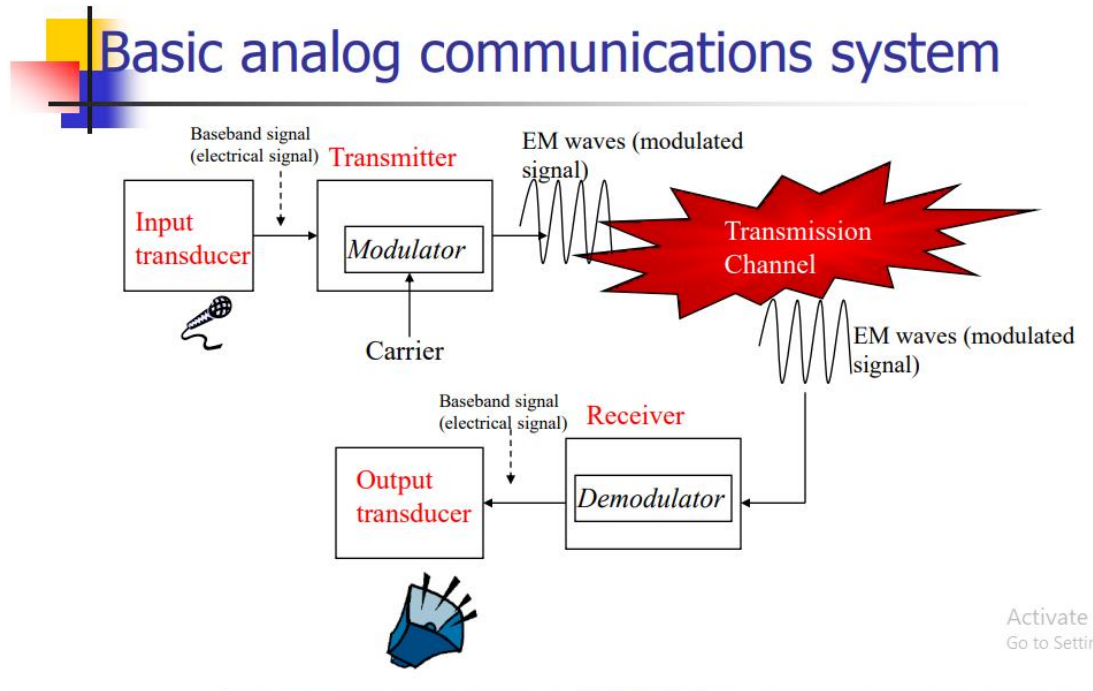 Basic analog communications system
Baseband signal
(electrical signal)
Transmitter
EM waves (modulated
signal)
Input
transducer
Modulator
Transmission
Channel
Carrier
EM waves (modulated
signal)
Baseband signal
(electrical signal)
Receiver
Output
transducer
Demodulator
Activate
Go to Settin